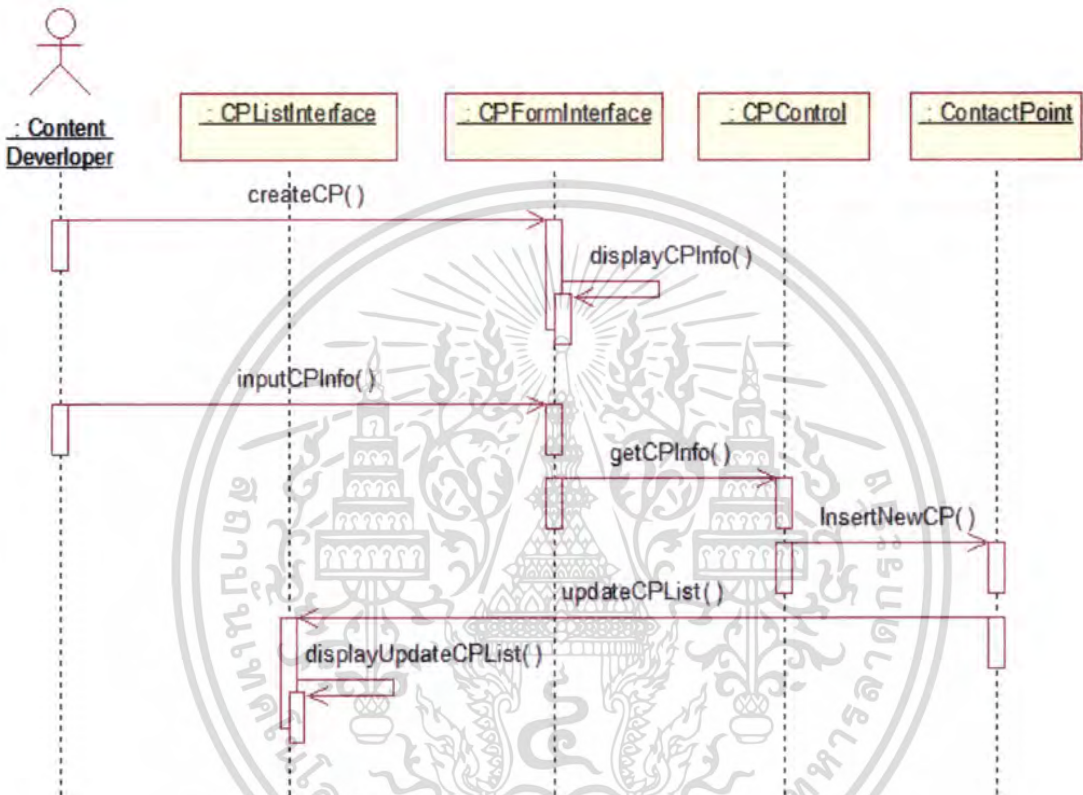 : Content
Deverloper
: CPListInterface
: CPFormInterface
: CPControl
: ContactPoint
createCP( )
displayCPInfo( )
inputCPInfo( )
getCPInfo( )
InsertNewCP( )
updateCPList( )
displayUpdateCPList( )